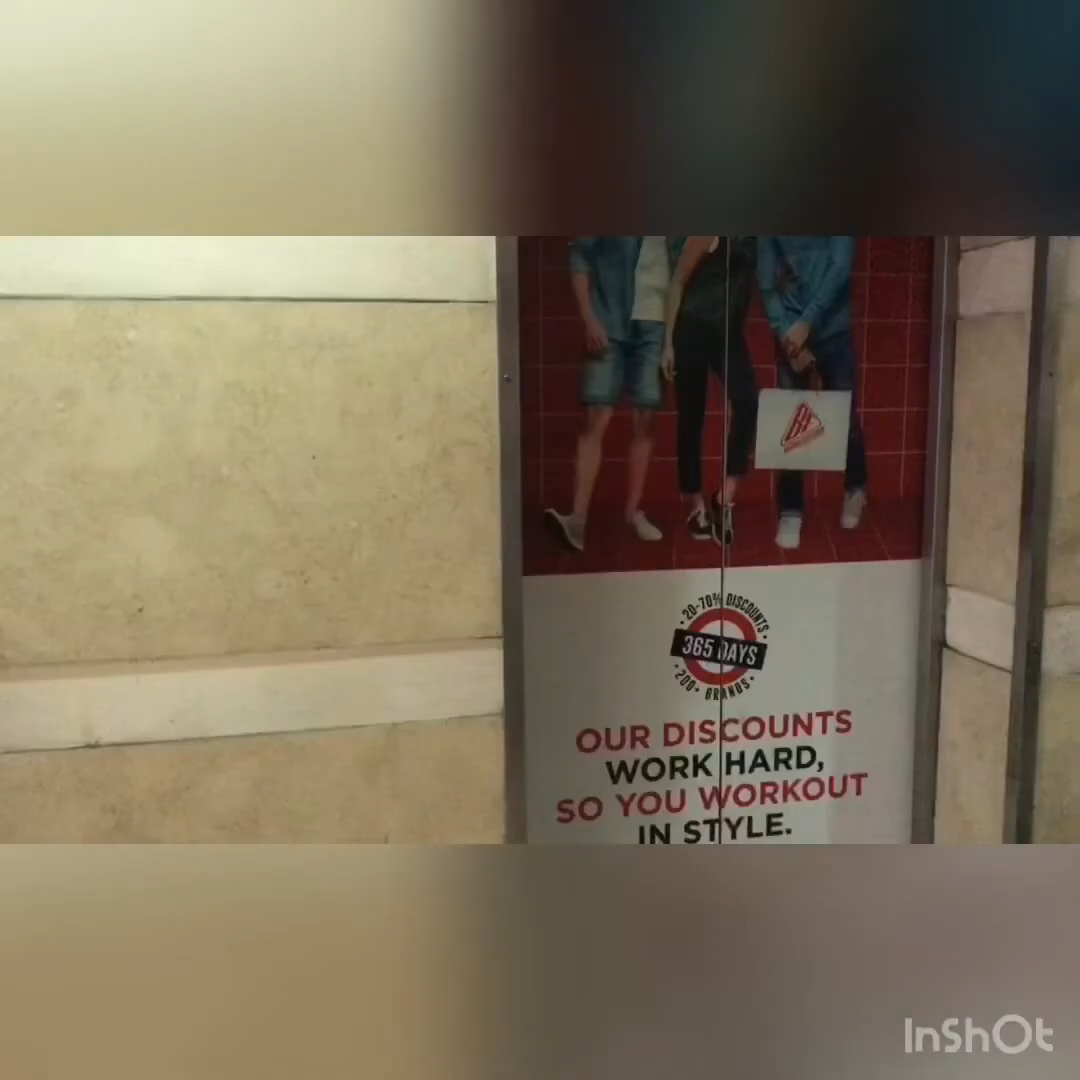 20-70% DISCOUNTS
365 DAYS
200+ BRANDS
OUR DISCOUNTS
WORK HARD,
SO YOU WORKOUT
IN STYLE.
InShOt